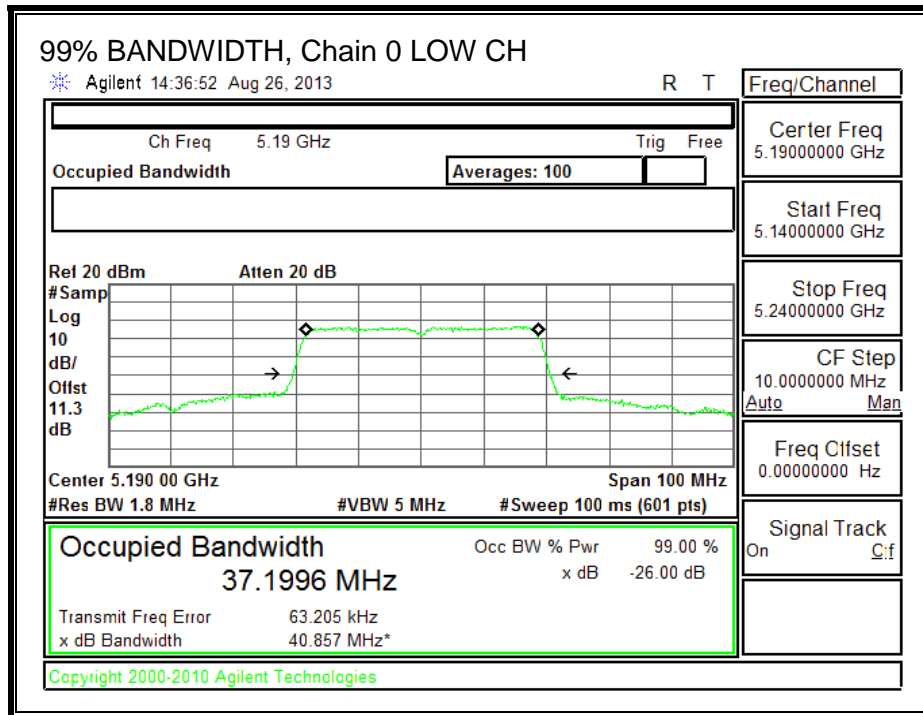 99% BANDWIDTH, Chain 0 LOW CH
Agilent 14:36:52 Aug 26, 2013 R T
Freq/Channel
Ch Freq 5.19 GHz Trig Free
Occupied Bandwidth Averages: 100
Center Freq
5.19000000 GHz
Start Freq
5.14000000 GHz
Stop Freq
5.24000000 GHz
CF Step
10.0000000 MHz
Auto Man
Freq Offset
0.00000000 Hz
Signal Track
On Off
Ref 20 dBm Atten 20 dB
#Samp
Log
10
dB/
Offst
11.3
dB
Center 5.190 00 GHz Span 100 MHz
#Res BW 1.8 MHz #VBW 5 MHz #Sweep 100 ms (601 pts)
Occupied Bandwidth Occ BW % Pwr 99.00 %
37.1996 MHz x dB -26.00 dB
Transmit Freq Error 63.205 kHz
x dB Bandwidth 40.857 MHz*
Copyright 2000-2010 Agilent Technologies